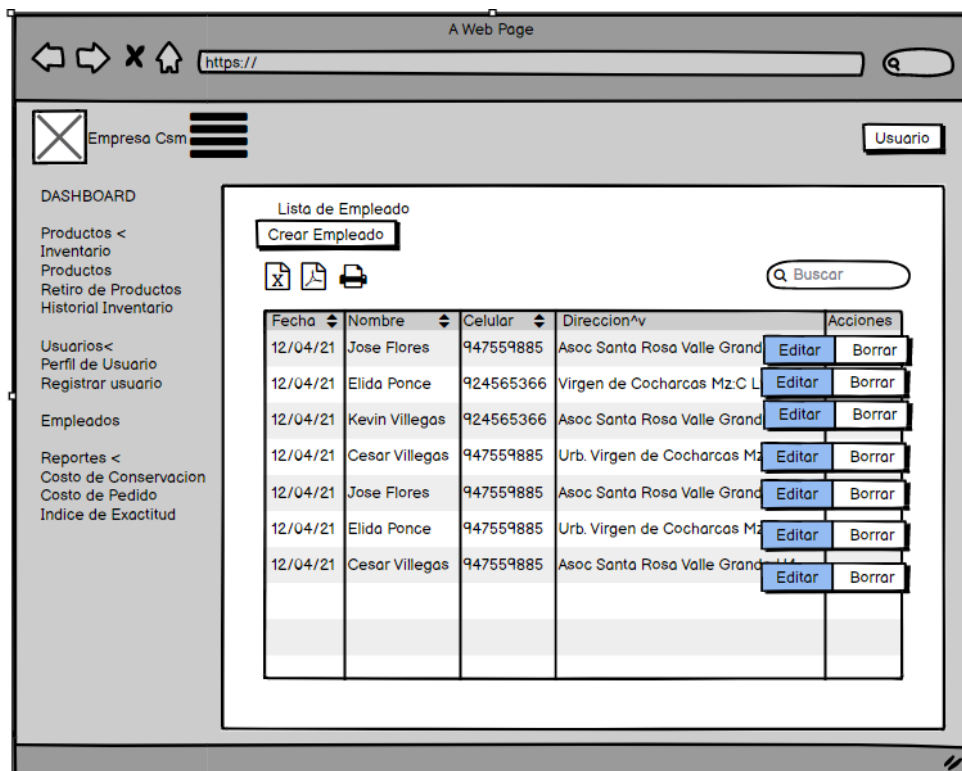 A Web Page
https://
Empresa Csm
Usuario
DASHBOARD
Productos <
Inventario
Productos
Retiro de Productos
Historial Inventario
Usuarios<
Perfil de Usuario
Registrar usuario
Empleados
Reportes <
Costo de Conservacion
Costo de Pedido
Indice de Exactitud
Lista de Empleado
Crear Empleado
X
Buscar
Fecha Nombre Celular Direccion^v Acciones
12/04/21 Jose Flores 947559885 Asoc Santa Rosa Valle Grand Editar Borrar
12/04/21 Elida Ponce 924565366 Virgen de Cocharcas Mz:C L Editar Borrar
12/04/21 Kevin Villegas 924565366 Asoc Santa Rosa Valle Grand Editar Borrar
12/04/21 Cesar Villegas 947559885 Urb. Virgen de Cocharcas Mz Editar Borrar
12/04/21 Jose Flores 947559885 Asoc Santa Rosa Valle Grand Editar Borrar
12/04/21 Elida Ponce 947559885 Urb. Virgen de Cocharcas Mz Editar Borrar
12/04/21 Cesar Villegas 947559885 Asoc Santa Rosa Valle Grande Editar Borrar